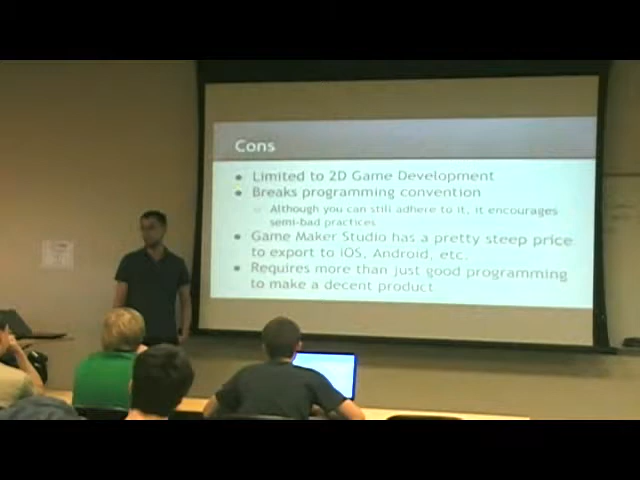 Cons
Limited to 2D Game Development
Breaks programming convention
Although you can still adhere to it, it encourages
semi-bad practices
Game Maker Studio has a pretty steep price
to export to iOS, Android, etc.
Requires more than just good programming
to make a decent product